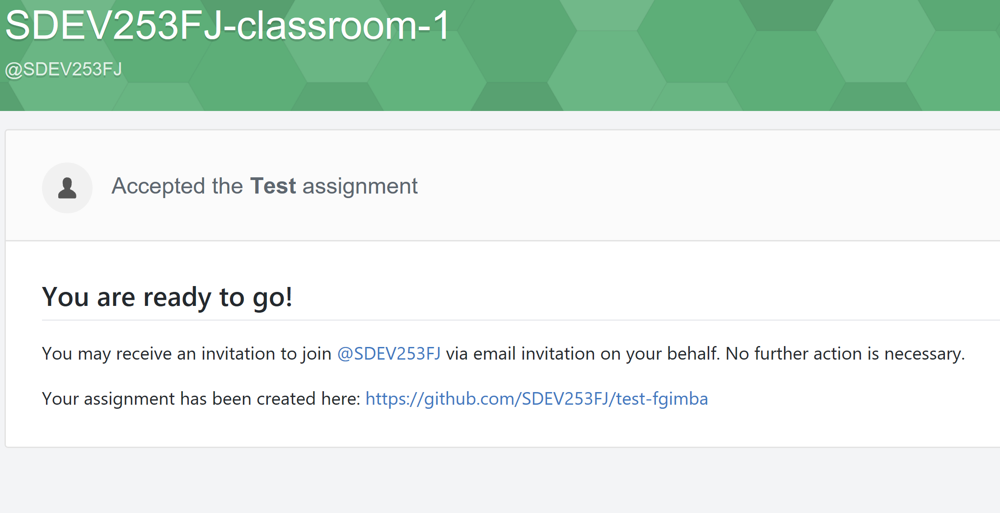 SDEV253FJ-classroom-1
@SDEV253FJ
Accepted the Test assignment
You are ready to go!
You may receive an invitation to join @SDEV253FJ via email invitation on your behalf. No further action is necessary.
Your assignment has been created here: https://github.com/SDEV253FJ/test-fgimba